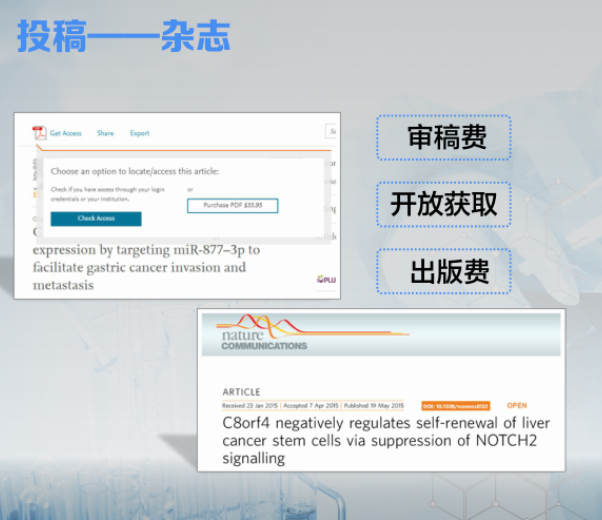 投稿——杂志
Get Access Share Export
Choose an option to locate/access this article:
Check if you have access through your login
credentials or your institution.
or
Check Access
Purchase PDF $35.95
expression by targeting miR-877–3p to
facilitate gastric cancer invasion and
metastasis
PLU
审稿费
开放获取
出版费
nature
COMMUNICATIONS
ARTICLE
Received 23 Jan 2015 | Accepted 7 Apr 2015 | Published 19 May 2015
OPEN
C8orf4 negatively regulates self-renewal of liver
cancer stem cells via suppression of NOTCH2
signalling